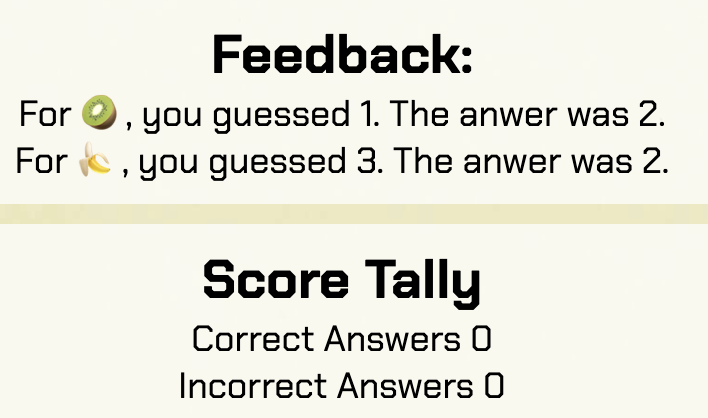 Feedback:
For 🥝 , you guessed 1. The anwer was 2.
For 🍌 , you guessed 3. The anwer was 2.
Score Tally
Correct Answers 0
Incorrect Answers 0